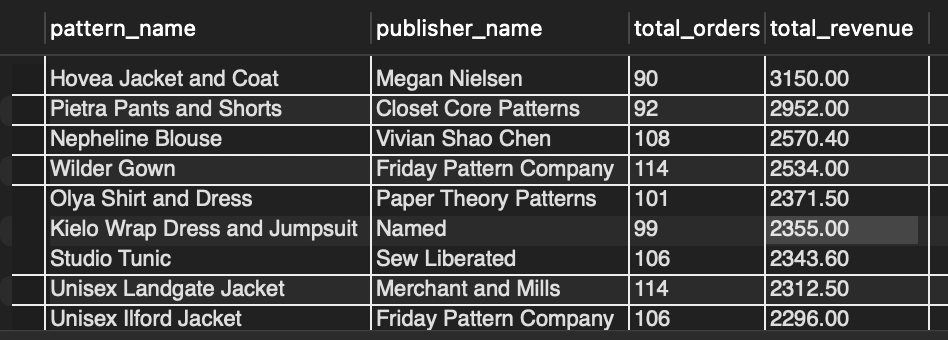 pattern_name publisher_name total_orders total_revenue
Hovea Jacket and Coat Megan Nielsen 90 3150.00
Pietra Pants and Shorts Closet Core Patterns 92 2952.00
Nepheline Blouse Vivian Shao Chen 108 2570.40
Wilder Gown Friday Pattern Company 114 2534.00
Olya Shirt and Dress Paper Theory Patterns 101 2371.50
Kielo Wrap Dress and Jumpsuit Named 99 2355.00
Studio Tunic Sew Liberated 106 2343.60
Unisex Landgate Jacket Merchant and Mills 114 2312.50
Unisex Ilford Jacket Friday Pattern Company 106 2296.00